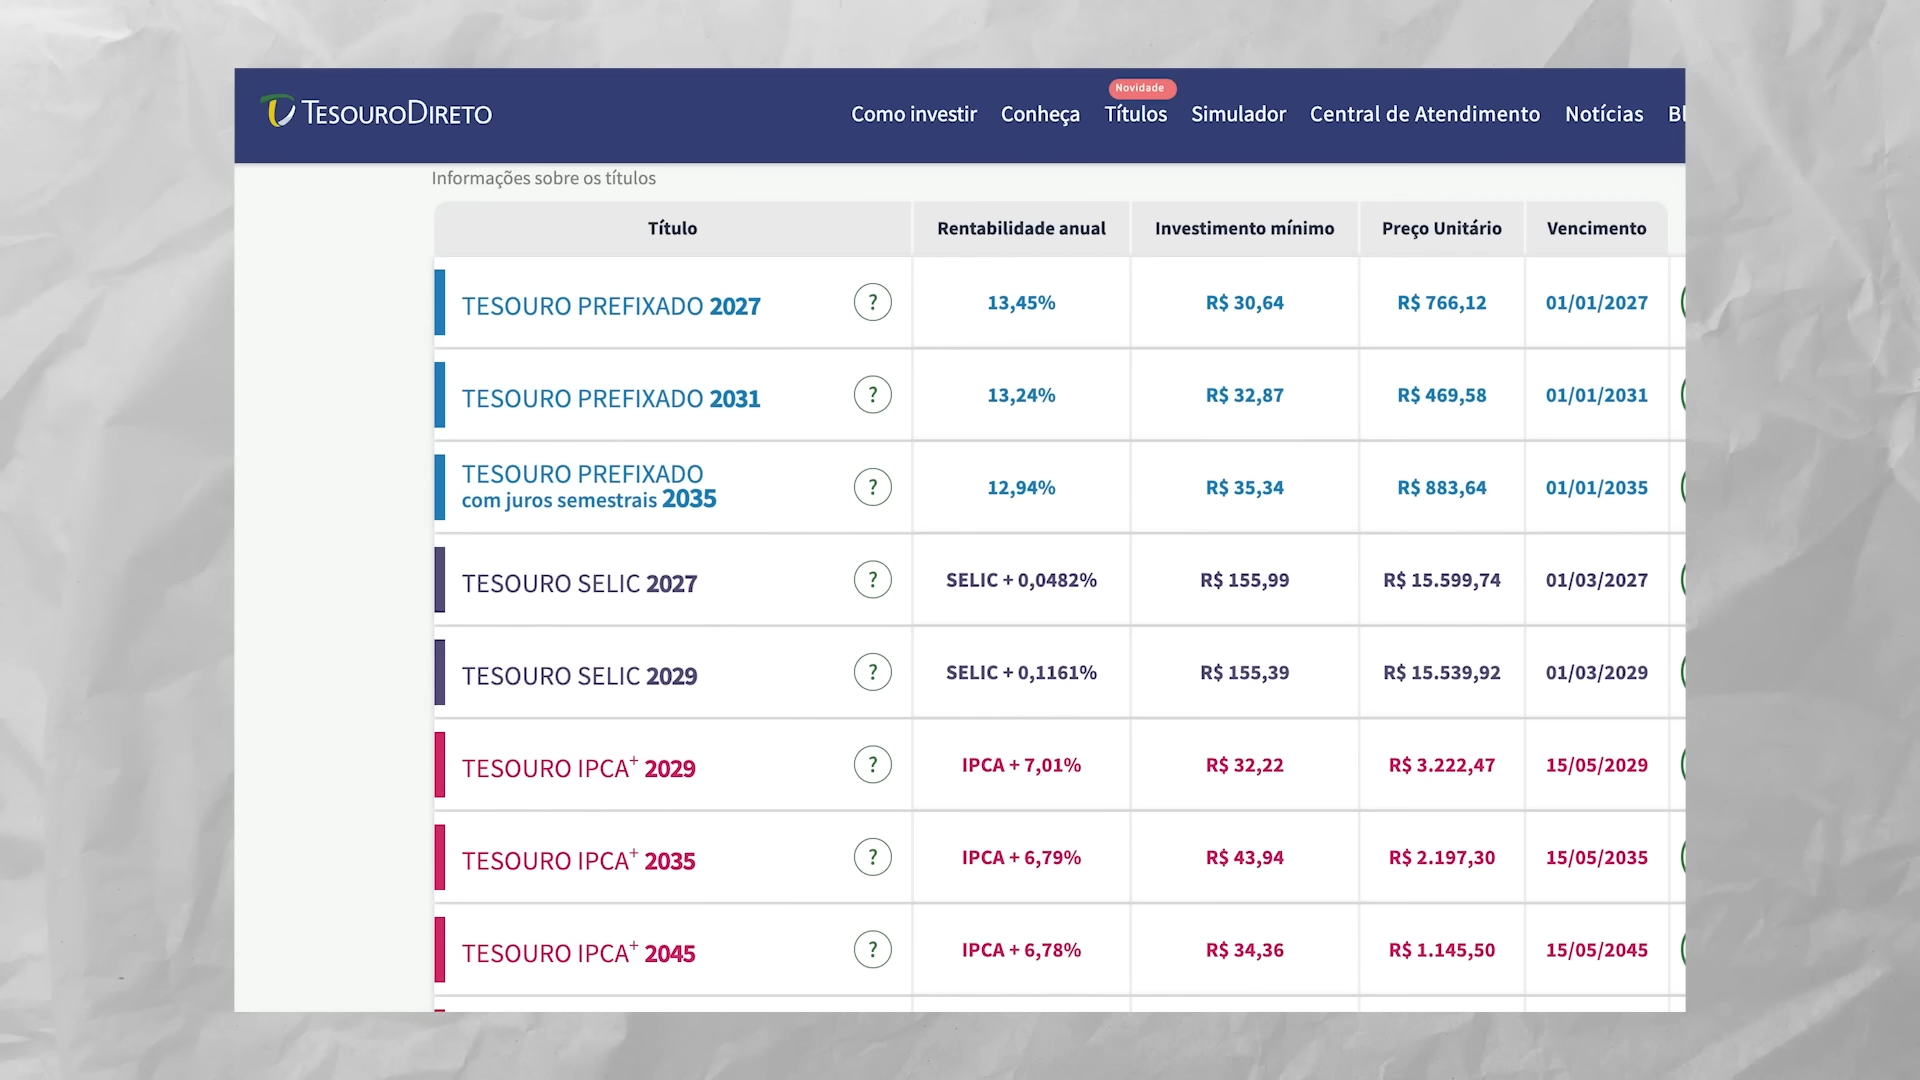 TESOURODIRETO
Como investir Conheça Títulos Simulador Central de Atendimento Notícias Bl
Novidade
Informações sobre os títulos
Título Rentabilidade anual Investimento mínimo Preço Unitário Vencimento
TESOURO PREFIXADO 2027 ? 13,45% R$ 30,64 R$ 766,12 01/01/2027
TESOURO PREFIXADO 2031 ? 13,24% R$ 32,87 R$ 469,58 01/01/2031
TESOURO PREFIXADO
com juros semestrais 2035 ? 12,94% R$ 35,34 R$ 883,64 01/01/2035
TESOURO SELIC 2027 ? SELIC + 0,0482% R$ 155,99 R$ 15.599,74 01/03/2027
TESOURO SELIC 2029 ? SELIC + 0,1161% R$ 155,39 R$ 15.539,92 01/03/2029
TESOURO IPCA+ 2029 ? IPCA + 7,01% R$ 32,22 R$ 3.222,47 15/05/2029
TESOURO IPCA+ 2035 ? IPCA + 6,79% R$ 43,94 R$ 2.197,30 15/05/2035
TESOURO IPCA+ 2045 ? IPCA + 6,78% R$ 34,36 R$ 1.145,50 15/05/2045